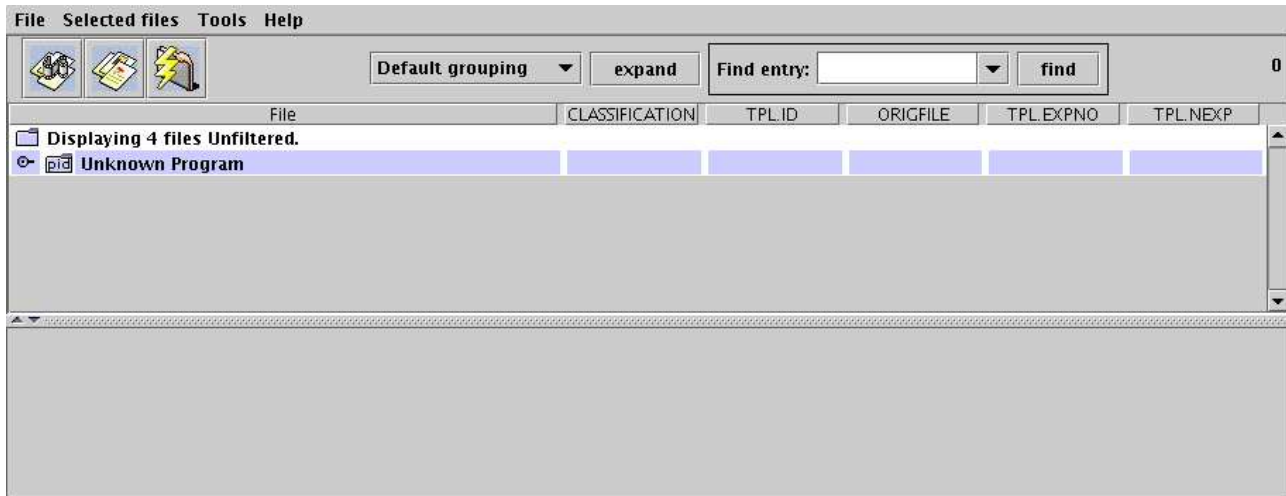 File Selected files Tools Help
Default grouping expand Find entry: find 0
File CLASSIFICATION TPL.ID ORIGFILE TPL.EXPNO TPL.NEXP
Displaying 4 files Unfiltered.
pid Unknown Program